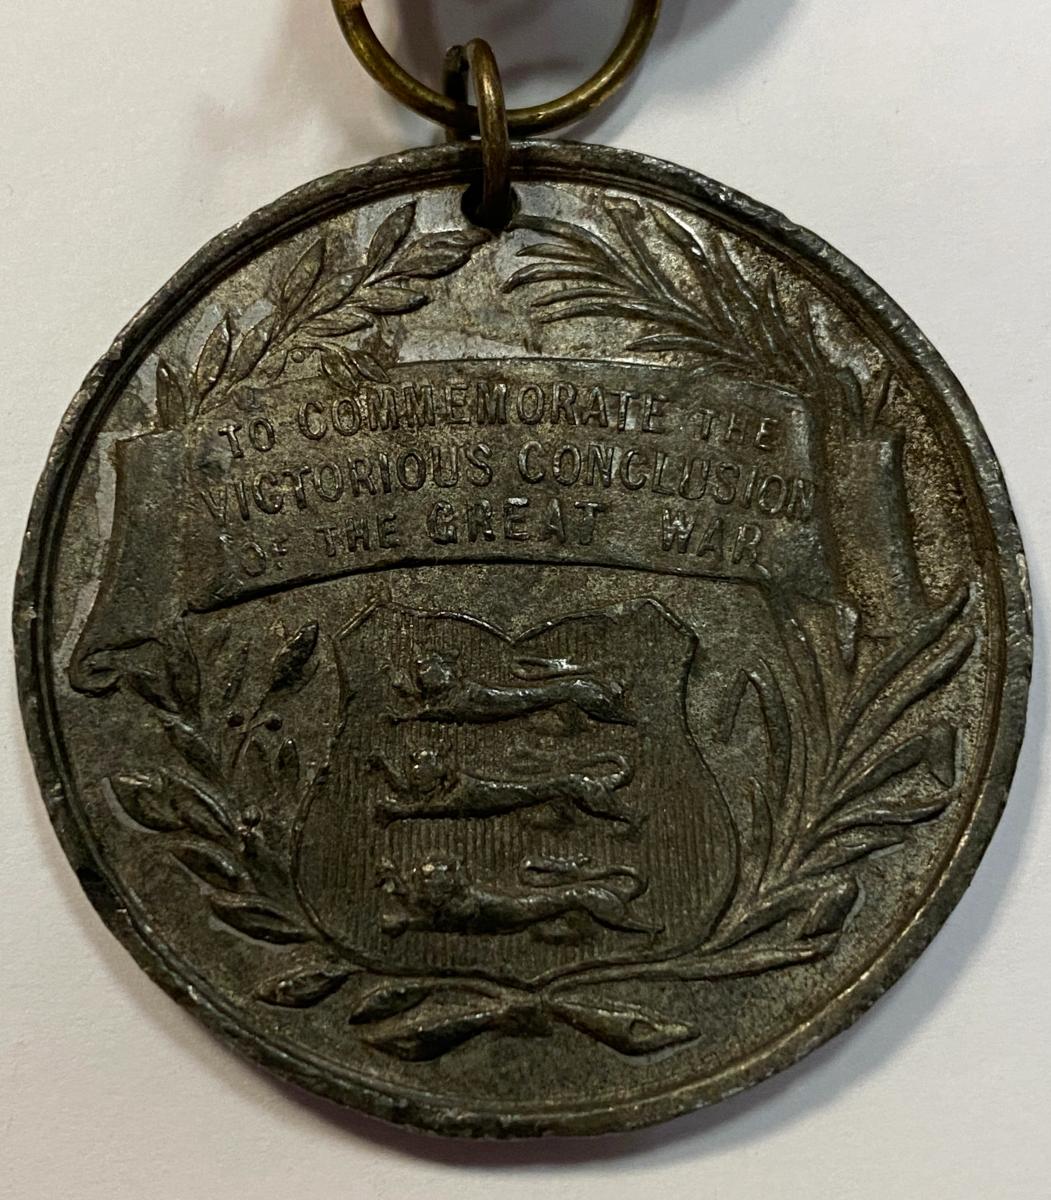 TO COMMEMORATE THE
VICTORIOUS CONCLUSION
OF THE GREAT WAR